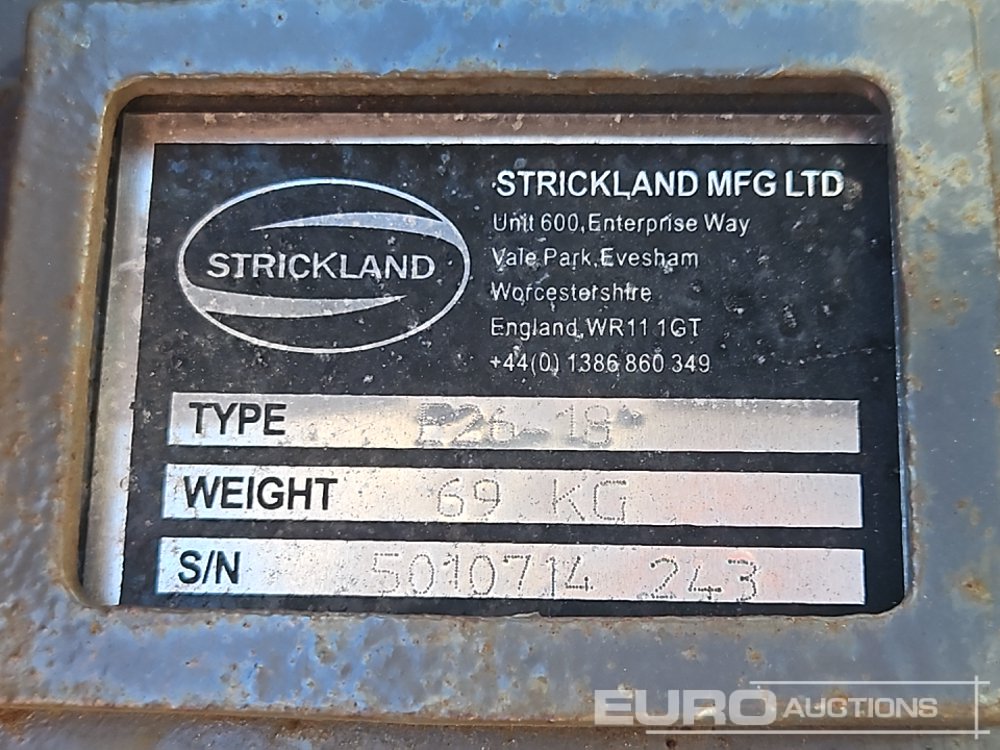 STRICKLAND
STRICKLAND MFG LTD
Unit 600, Enterprise Way
Vale Park, Evesham
Worcestershire
England, WR11 1GT
+44(0) 1386 860 349
TYPE
WEIGHT 69 KG
S/N 5010714 243
EURO AUCTIONS